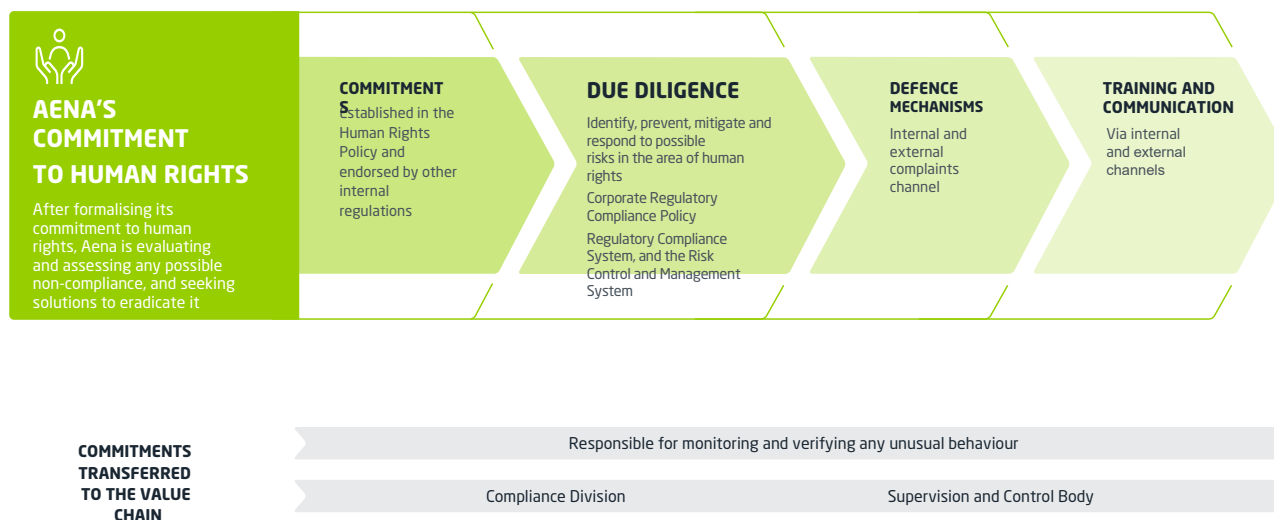 AENA'S
COMMITMENT
TO HUMAN RIGHTS
After formalising its
commitment to human
rights, Aena is evaluating
and assessing any possible
non-compliance, and seeking
solutions to eradicate it
COMMITMENT
S
established in the
Human Rights
Policy and
endorsed by other
internal
regulations
DUE DILIGENCE
Identify, prevent, mitigate and
respond to possible
risks in the area of human
rights
Corporate Regulatory
Compliance Policy
Regulatory Compliance
System, and the Risk
Control and Management
System
DEFENCE
MECHANISMS
Internal and
external
complaints
channel
TRAINING AND
COMMUNICATION
Via internal
and external
channels
COMMITMENTS
TRANSFERRED
TO THE VALUE
CHAIN
Responsible for monitoring and verifying any unusual behaviour
Compliance Division
Supervision and Control Body